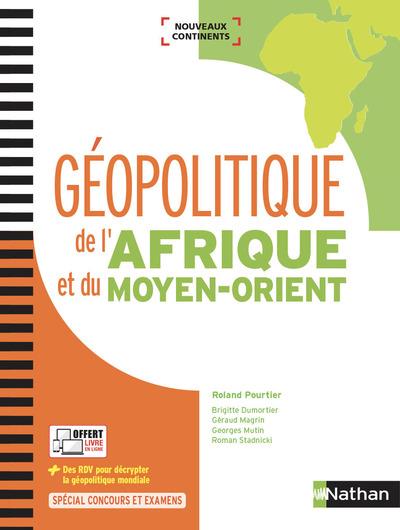 NOUVEAUX
CONTINENTS
GÉOPOLITIQUE
de l'AFRIQUE
et du MOYEN-ORIENT
Roland Pourtier
Brigitte Dumortier
Géraud Magrin
Georges Mutin
Roman Stadnicki
OFFERT
LIVRE
EN LIGNE
+ Des RDV pour décrypter
la géopolitique mondiale
SPÉCIAL CONCOURS ET EXAMENS
Nathan